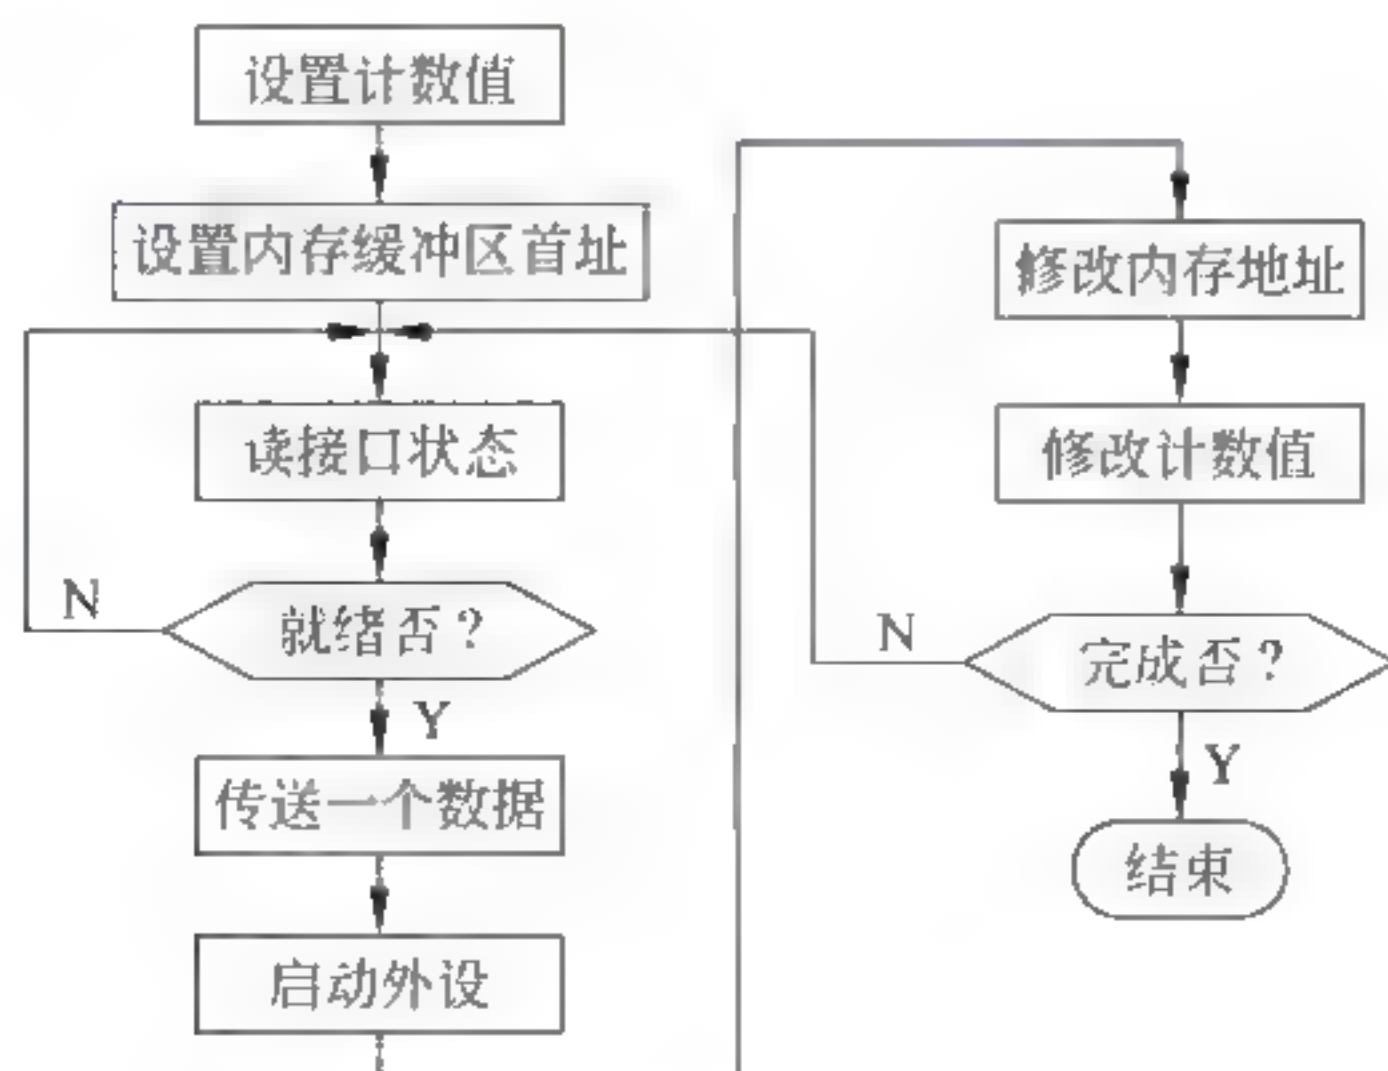 设置计数值
设置内存缓冲区首址
读接口状态
N
就绪否？
Y
传送一个数据
启动外设
修改内存地址
修改计数值
N
完成否？
Y
结束